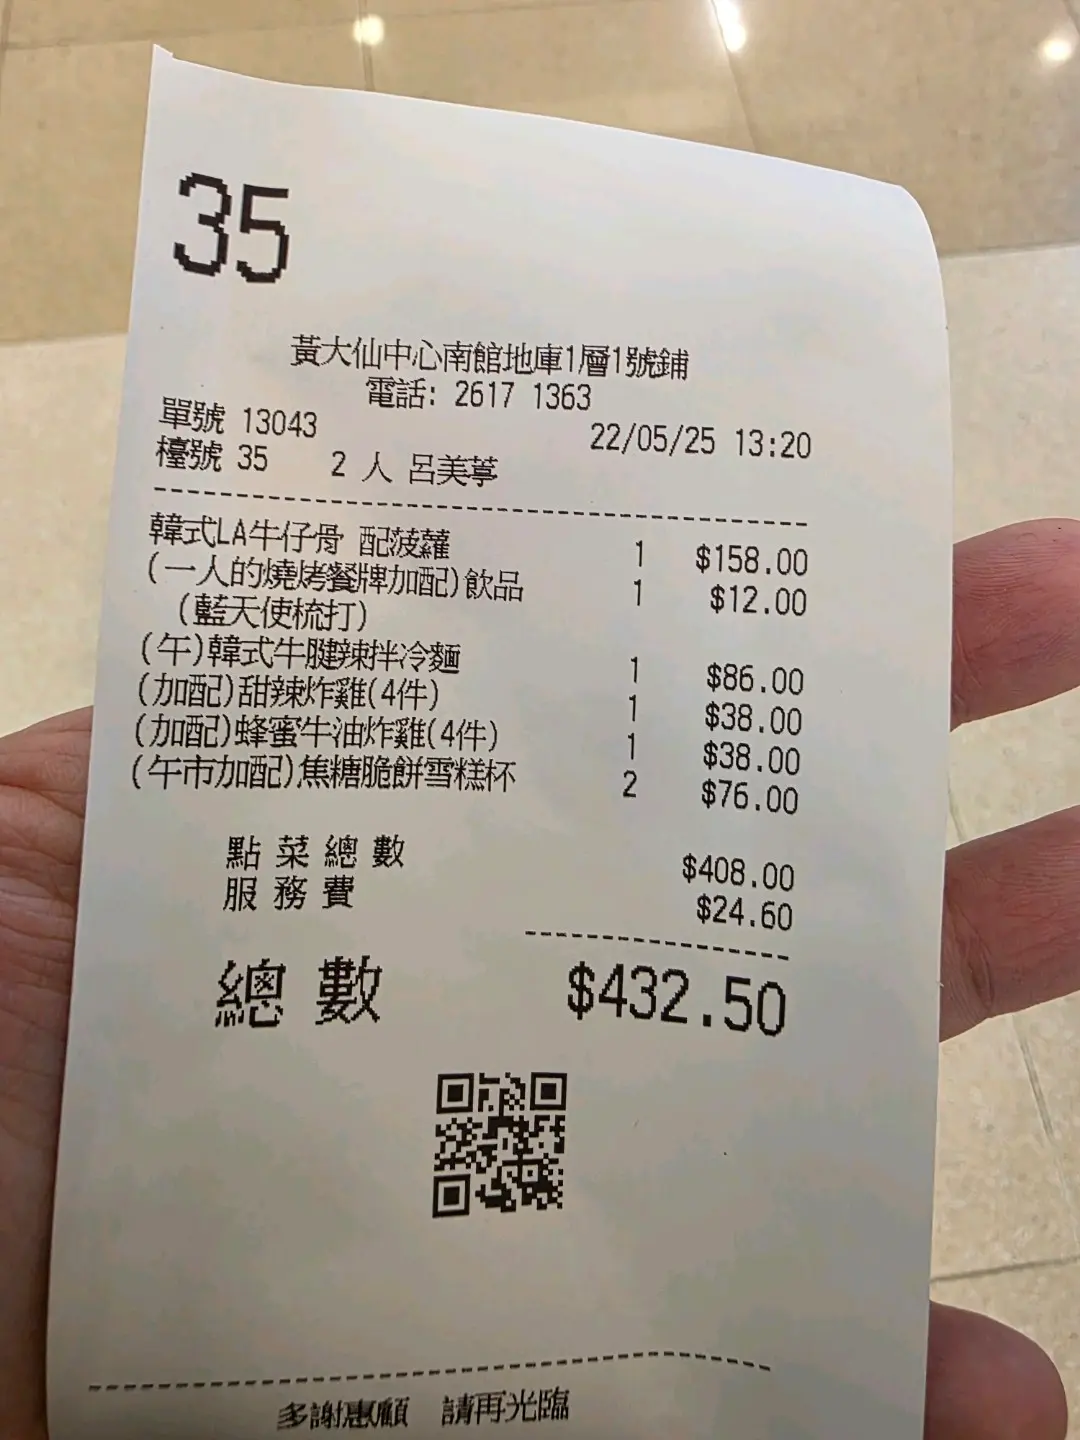 35
黃大仙中心南館地庫1層1號鋪
電話: 2617 1363
單號 13043 22/05/25 13:20
檯號 35 2 人 呂美葶
韓式LA牛仔骨 配菠蘿 1 $158.00
(一人的燒烤餐牌加配)飲品 1 $12.00
(藍天使梳打)
(午)韓式牛腱辣拌冷麵 1 $86.00
(加配)甜辣炸雞(4件) 1 $38.00
(加配)蜂蜜牛油炸雞(4件) 1 $38.00
(午市加配)焦糖脆餅雪糕杯 2 $76.00
點菜總數 $408.00
服務費 $24.60
總數 $432.50
多謝惠顧 請再光臨